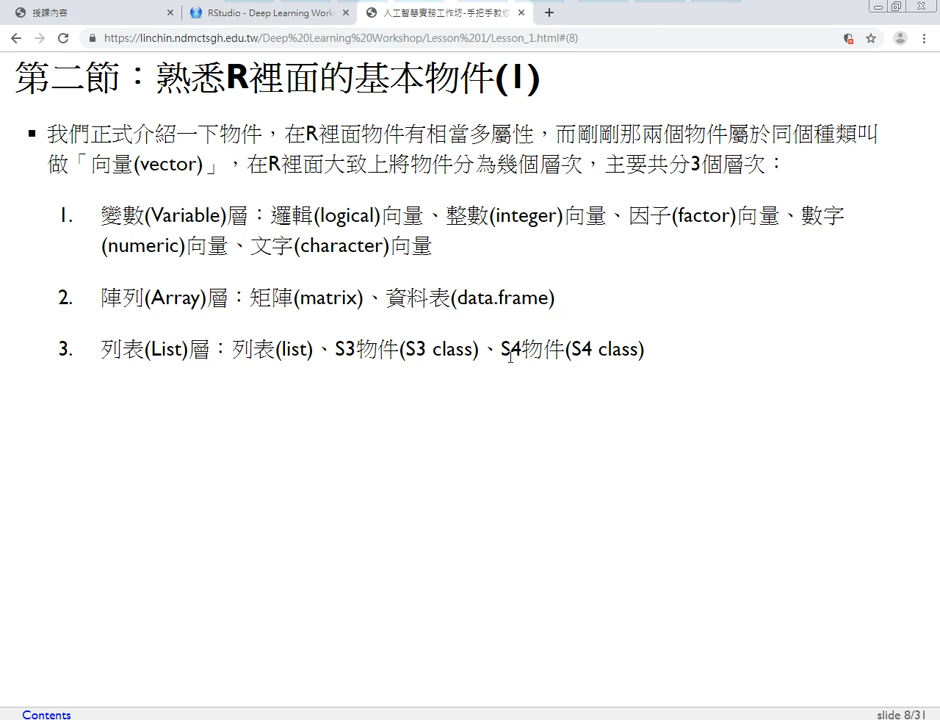 授課內容
RStudio - Deep Learning Work
人工智慧實務工作坊-手把手教你
https://linchin.ndmctsgh.edu.tw/Deep%20Learning%20Workshop/Lesson%201/Lesson_1.html#(8)
第二節：熟悉R裡面的基本物件(1)
我們正式介紹一下物件，在R裡面物件有相當多屬性，而剛剛那兩個物件屬於同個種類叫
做「向量(vector)」，在R裡面大致上將物件分為幾個層次，主要共分3個層次：
1. 變數(Variable)層：邏輯(logical)向量、整數(integer)向量、因子(factor)向量、數字
(numeric)向量、文字(character)向量
2. 陣列(Array)層：矩陣(matrix)、資料表(data.frame)
3. 列表(List)層：列表(list)、S3物件(S3 class)、S4物件(S4 class)
Contents
slide 8/31